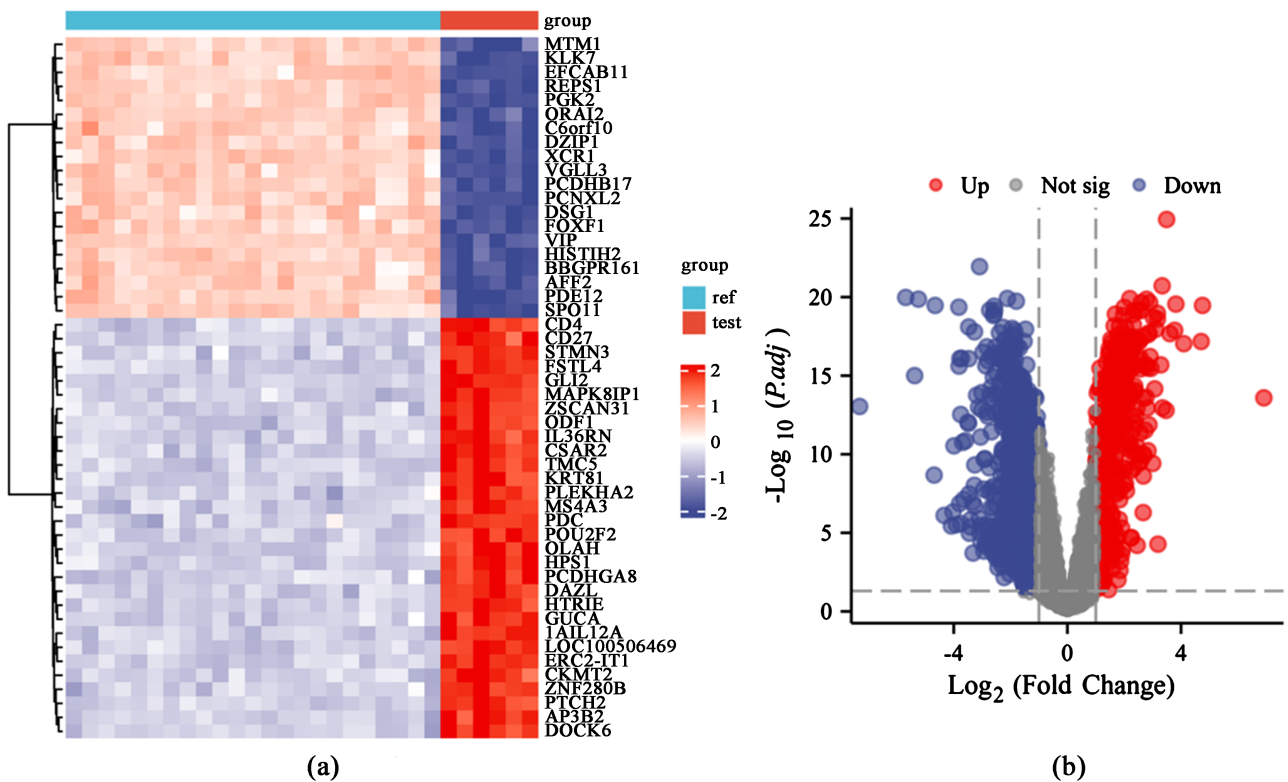 group
MTM1
KLK7
EFCAB11
REPS1
PGK2
ORAI2
C6orf10
DZIP1
XCR1
VGLL3
PCDHB17
PCNXL2
DSG1
FOXF1
VIP
HISTIH2
BBGPR161
AFF2
PDE12
SPO11
CD4
CD27
STMN3
FSTL4
GLI2
MAPK8IP1
ZSCAN31
ODF1
IL36RN
CSAR2
TMC5
KRT81
PLEKHA2
MS4A3
PDC
POU2F2
OLAH
HPS1
PCDHGA8
DAZL
HTRIE
GUCA
1AIL12A
LOC100506469
ERC2-IT1
CKMT2
ZNF280B
PTCH2
AP3B2
DOCK6
group
ref
test
2
1
0
-1
-2
(a)
Up Not sig Down
25
20
15
10
5
0
-Log 10 (P.adj)
-4 0 4
Log2 (Fold Change)
(b)